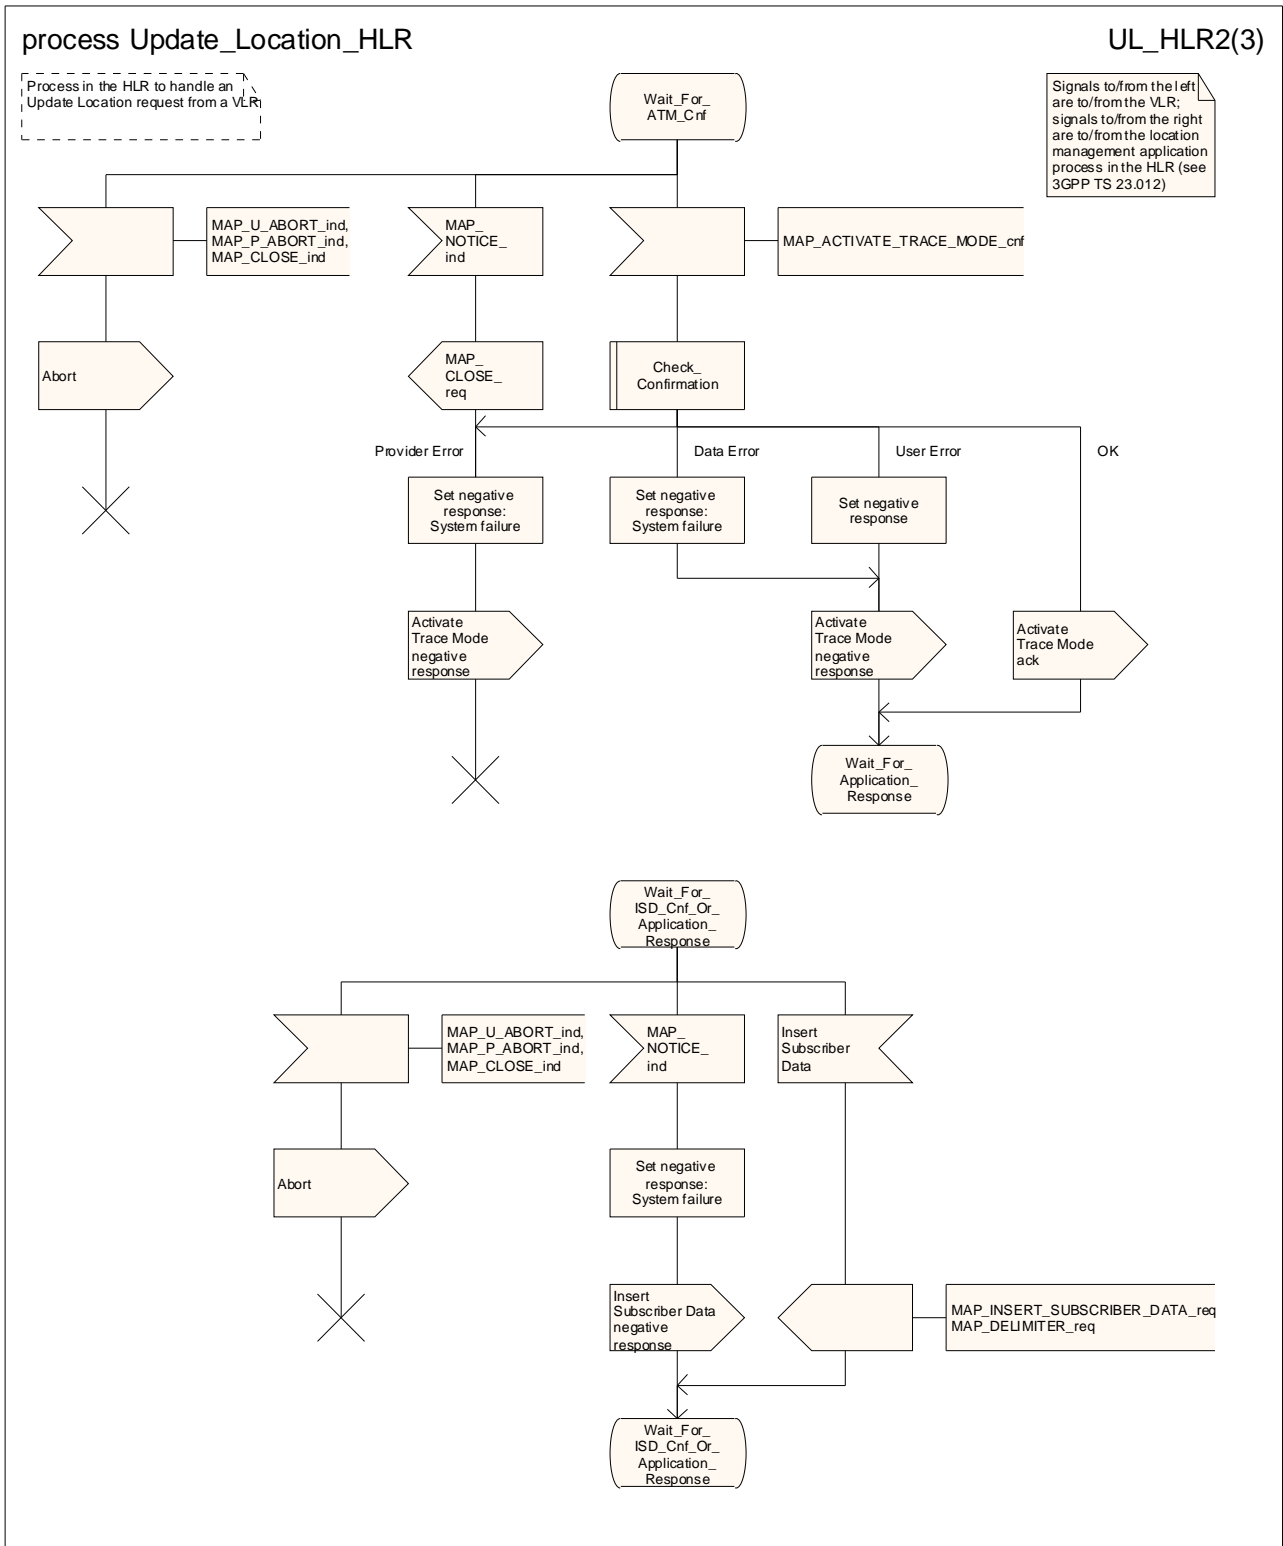 process Update_Location_HLR
UL_HLR2(3)
Process in the HLR to handle an
Update Location request from a VLR
Wait_For_
ATM_Cnf
Signals to/from the left
are to/from the VLR;
signals to/from the right
are to/from the location
management application
process in the HLR (see
3GPP TS 23.012)
MAP_U_ABORT_ind,
MAP_P_ABORT_ind,
MAP_CLOSE_ind
MAP_
NOTICE_
ind
MAP_ACTIVATE_TRACE_MODE_cnf
Abort
MAP_
CLOSE_
req
Check_
Confirmation
Provider Error
Data Error
User Error
OK
Set negative
response:
System failure
Set negative
response:
System failure
Set negative
response
Activate
Trace Mode
negative
response
Activate
Trace Mode
negative
response
Activate
Trace Mode
ack
Wait_For_
Application_
Response
Wait_For_
ISD_Cnf_Or_
Application_
Response
MAP_U_ABORT_ind,
MAP_P_ABORT_ind,
MAP_CLOSE_ind
MAP_
NOTICE_
ind
Insert
Subscriber
Data
Abort
Set negative
response:
System failure
Insert
Subscriber Data
negative
response
MAP_INSERT_SUBSCRIBER_DATA_req
MAP_DELIMITER_req
Wait_For_
ISD_Cnf_Or_
Application_
Response